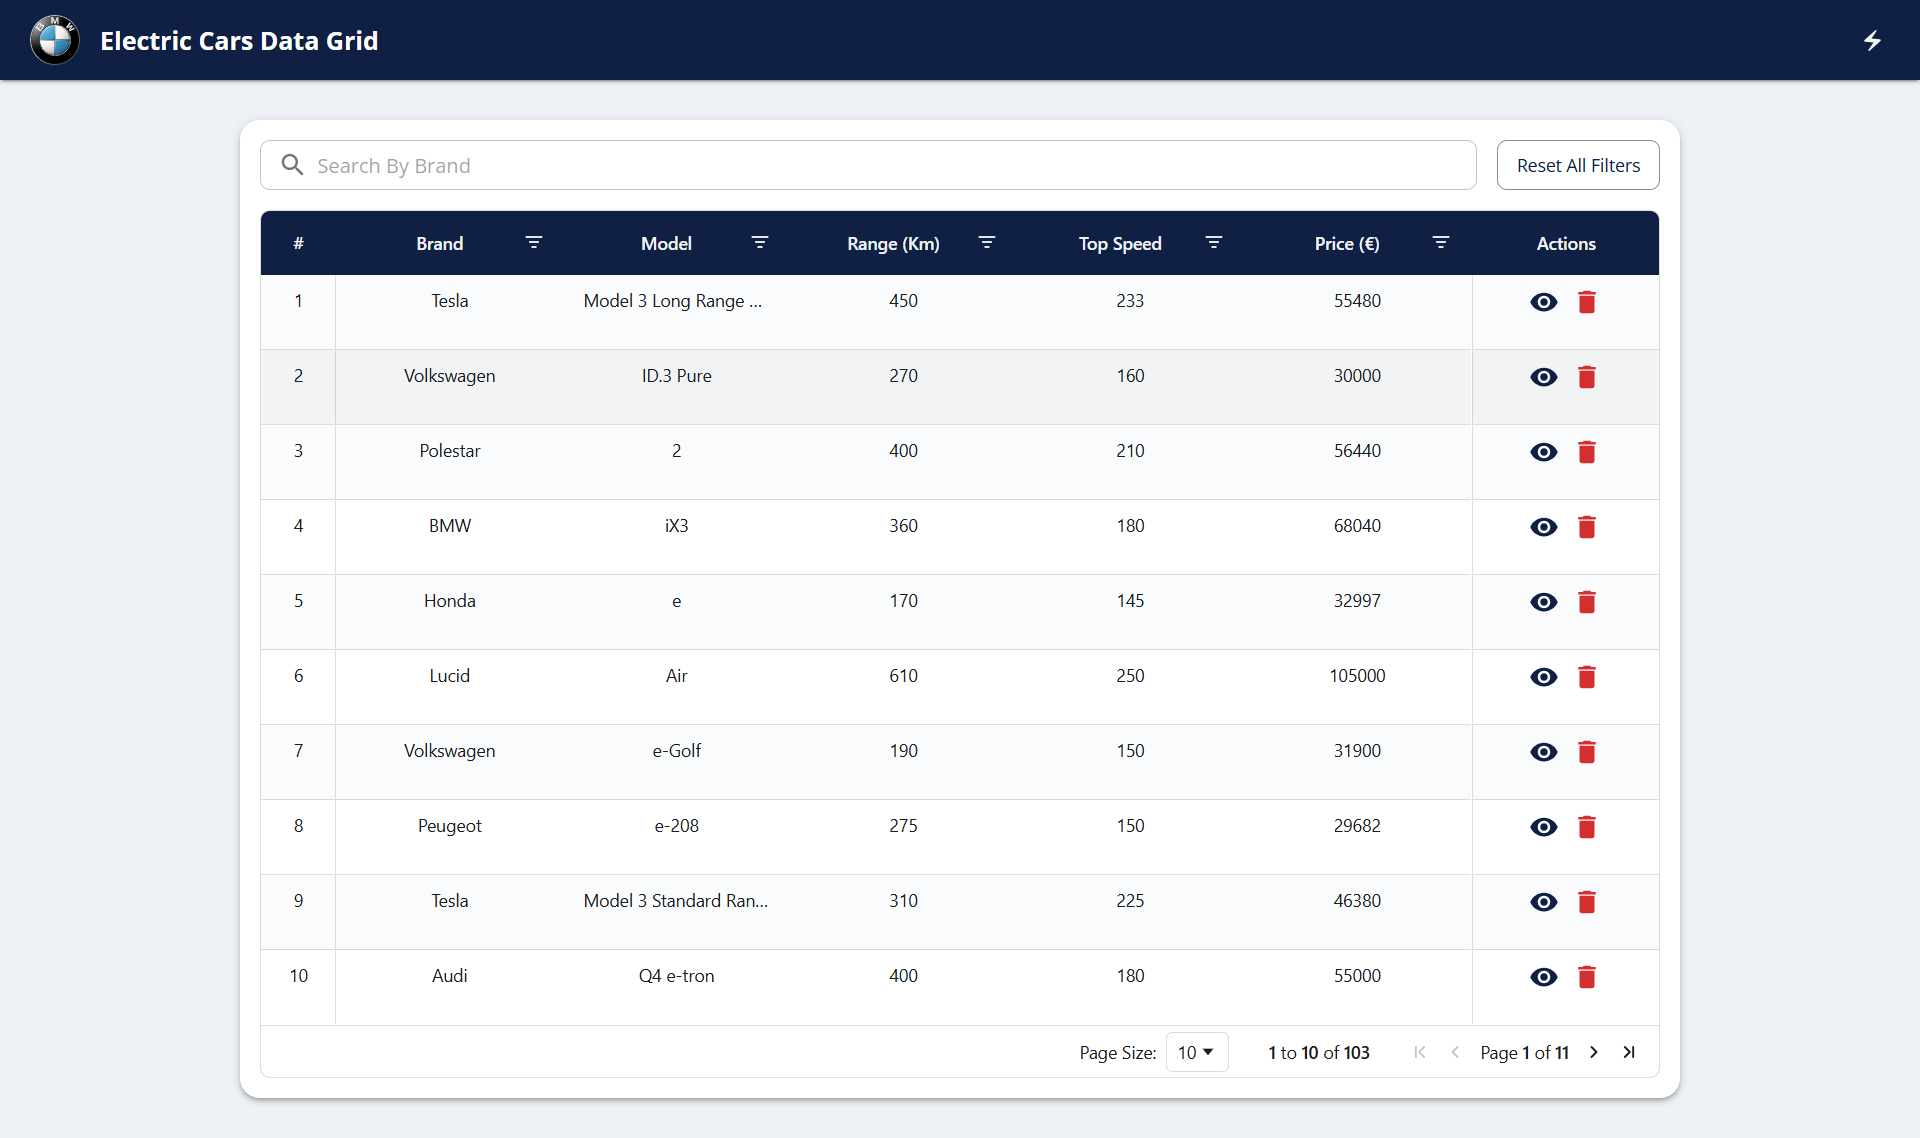 BMW
Electric Cars Data Grid
Search By Brand
Reset All Filters
# Brand Model Range (Km) Top Speed Price (€) Actions
1 Tesla Model 3 Long Range ... 450 233 55480
2 Volkswagen ID.3 Pure 270 160 30000
3 Polestar 2 400 210 56440
4 BMW iX3 360 180 68040
5 Honda e 170 145 32997
6 Lucid Air 610 250 105000
7 Volkswagen e-Golf 190 150 31900
8 Peugeot e-208 275 150 29682
9 Tesla Model 3 Standard Ran... 310 225 46380
10 Audi Q4 e-tron 400 180 55000
Page Size: 10 1 to 10 of 103 Page 1 of 11